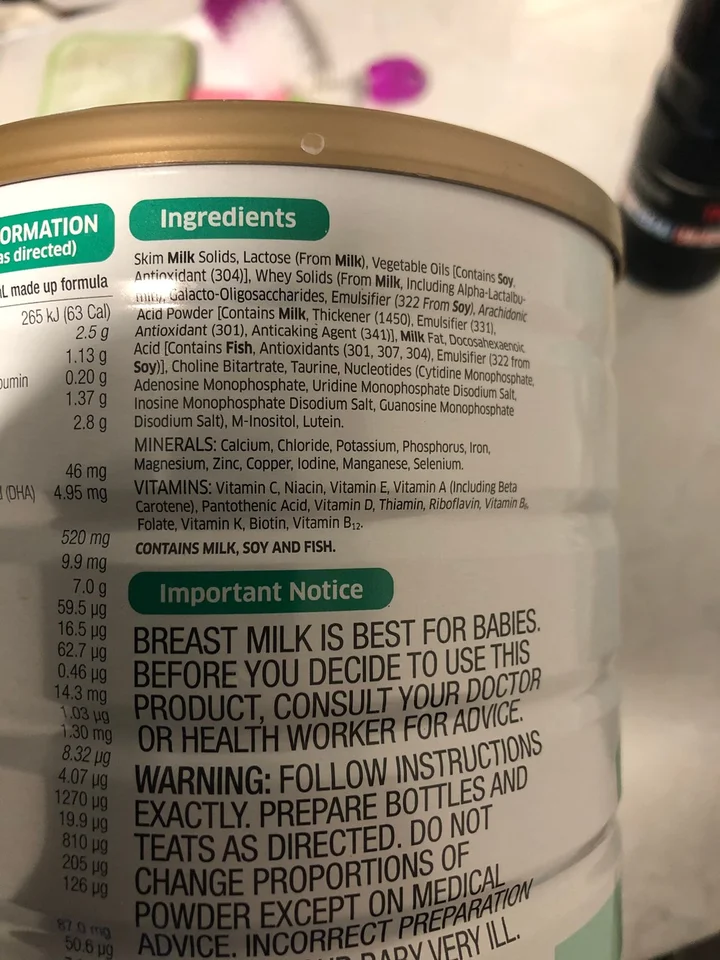 ORMATION
as directed)
L made up formula
265 kJ (63 Cal)
2.5 g
1.13 g
bumin 0.20 g
1.37 g
2.8 g
46 mg
(DHA) 4.95 mg
520 mg
9.9 mg
7.0 g
59.5 µg
16.5 µg
62.7 µg
0.46 µg
14.3 mg
1.03 µg
1.30 mg
8.32 µg
4.07 µg
1270 µg
19.9 µg
810 µg
205 µg
126 µg
87.0 mg
50.6 µg
Ingredients
Skim Milk Solids, Lactose (From Milk), Vegetable Oils [Contains Soy,
Antioxidant (304)], Whey Solids (From Milk, Including Alpha-Lactalbu-
min), Galacto-Oligosaccharides, Emulsifier (322 From Soy), Arachidonic
Acid Powder [Contains Milk, Thickener (1450), Emulsifier (331),
Antioxidant (301), Anticaking Agent (341)], Milk Fat, Docosahexaenoic
Acid [Contains Fish, Antioxidants (301, 307, 304), Emulsifier (322 from
Soy)], Choline Bitartrate, Taurine, Nucleotides (Cytidine Monophosphate,
Adenosine Monophosphate, Uridine Monophosphate Disodium Salt,
Inosine Monophosphate Disodium Salt, Guanosine Monophosphate
Disodium Salt), M-Inositol, Lutein.
MINERALS: Calcium, Chloride, Potassium, Phosphorus, Iron,
Magnesium, Zinc, Copper, Iodine, Manganese, Selenium.
VITAMINS: Vitamin C, Niacin, Vitamin E, Vitamin A (Including Beta
Carotene), Pantothenic Acid, Vitamin D, Thiamin, Riboflavin, Vitamin B₆,
Folate, Vitamin K, Biotin, Vitamin B₁₂.
CONTAINS MILK, SOY AND FISH.
Important Notice
BREAST MILK IS BEST FOR BABIES.
BEFORE YOU DECIDE TO USE THIS
PRODUCT, CONSULT YOUR DOCTOR
OR HEALTH WORKER FOR ADVICE.
WARNING: FOLLOW INSTRUCTIONS
EXACTLY. PREPARE BOTTLES AND
TEATS AS DIRECTED. DO NOT
CHANGE PROPORTIONS OF
POWDER EXCEPT ON MEDICAL
ADVICE. INCORRECT PREPARATION
BABY VERY ILL.